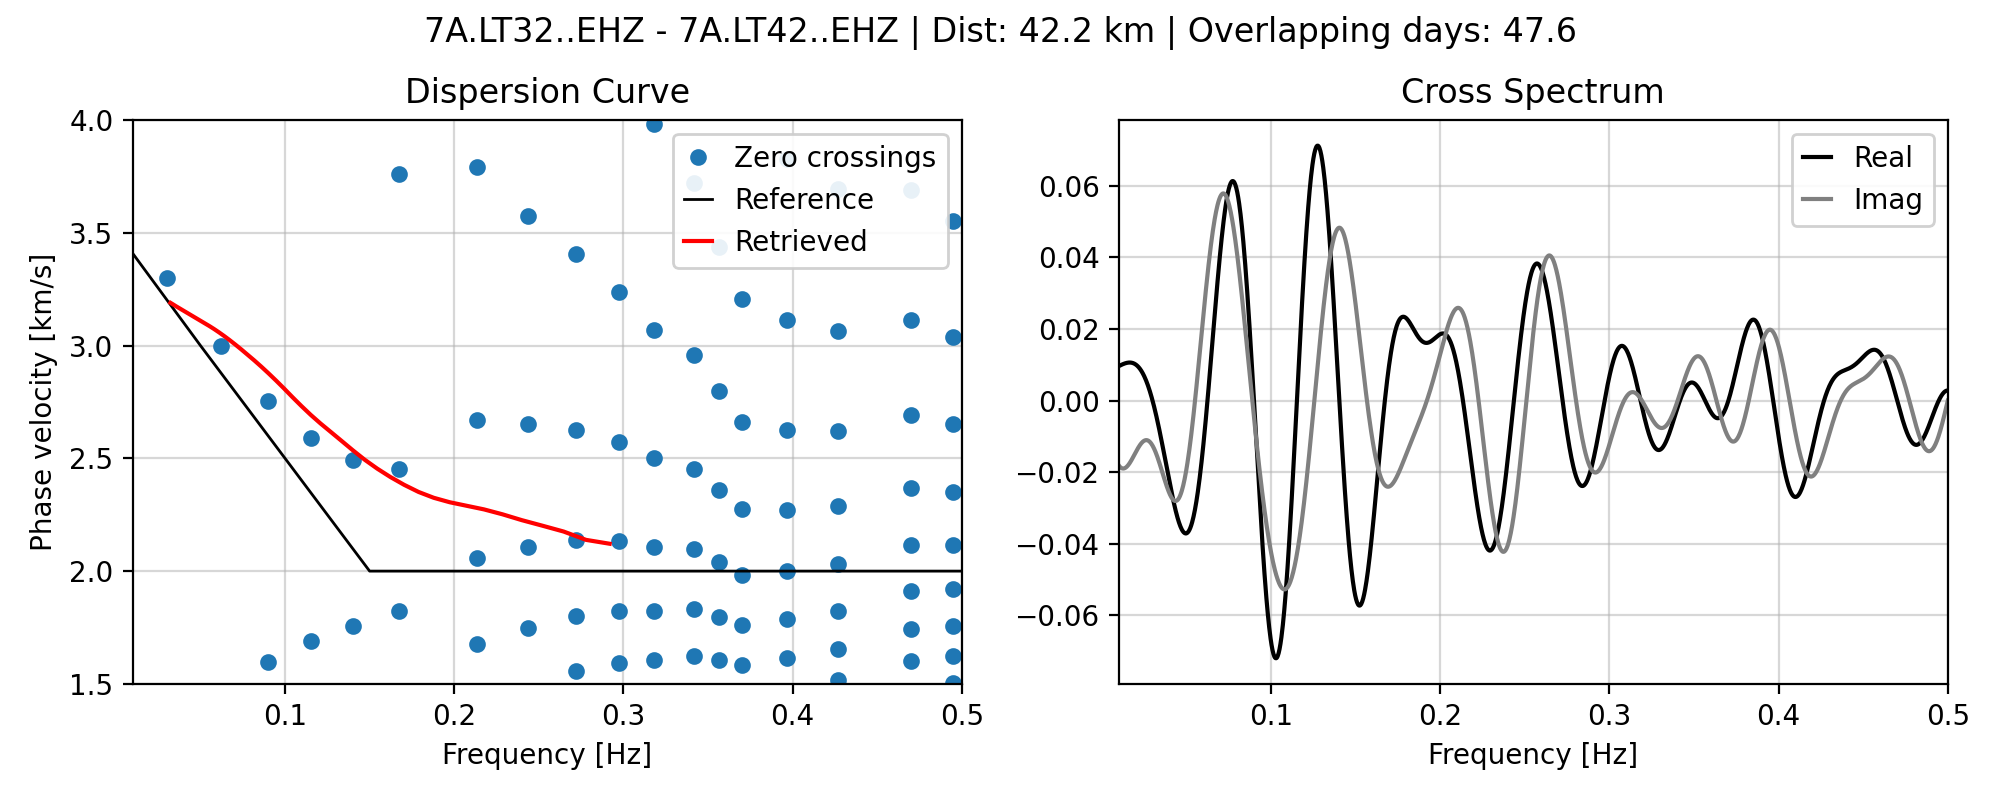 7A.LT32..EHZ - 7A.LT42..EHZ | Dist: 42.2 km | Overlapping days: 47.6
Dispersion Curve
Phase velocity [km/s]
4.0
3.5
3.0
2.5
2.0
1.5
0.1
0.2
0.3
0.4
0.5
Frequency [Hz]
Zero crossings
Reference
Retrieved
Cross Spectrum
0.06
0.04
0.02
0.00
−0.02
−0.04
−0.06
0.1
0.2
0.3
0.4
0.5
Frequency [Hz]
Real
Imag